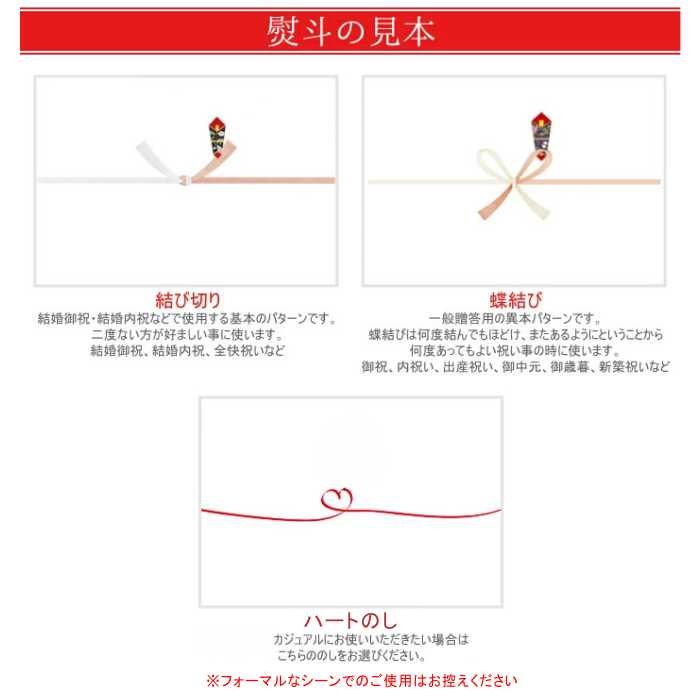 熨斗の見本
結び切り
結婚御祝・結婚内祝などで使用する基本のパターンです。
二度ない方が好ましい事に使います。
結婚御祝、結婚内祝、全快祝いなど
蝶結び
一般贈答用の異本パターンです。
蝶結びは何度結んでもほどけ、またあるようにということから
何度あってもよい祝い事の時に使います。
御祝、内祝い、出産祝い、御中元、御歳暮、新築祝いなど
ハートのし
カジュアルにお使いいただきたい場合は
こちらののしをお選びください。
※フォーマルなシーンでのご使用はお控えください